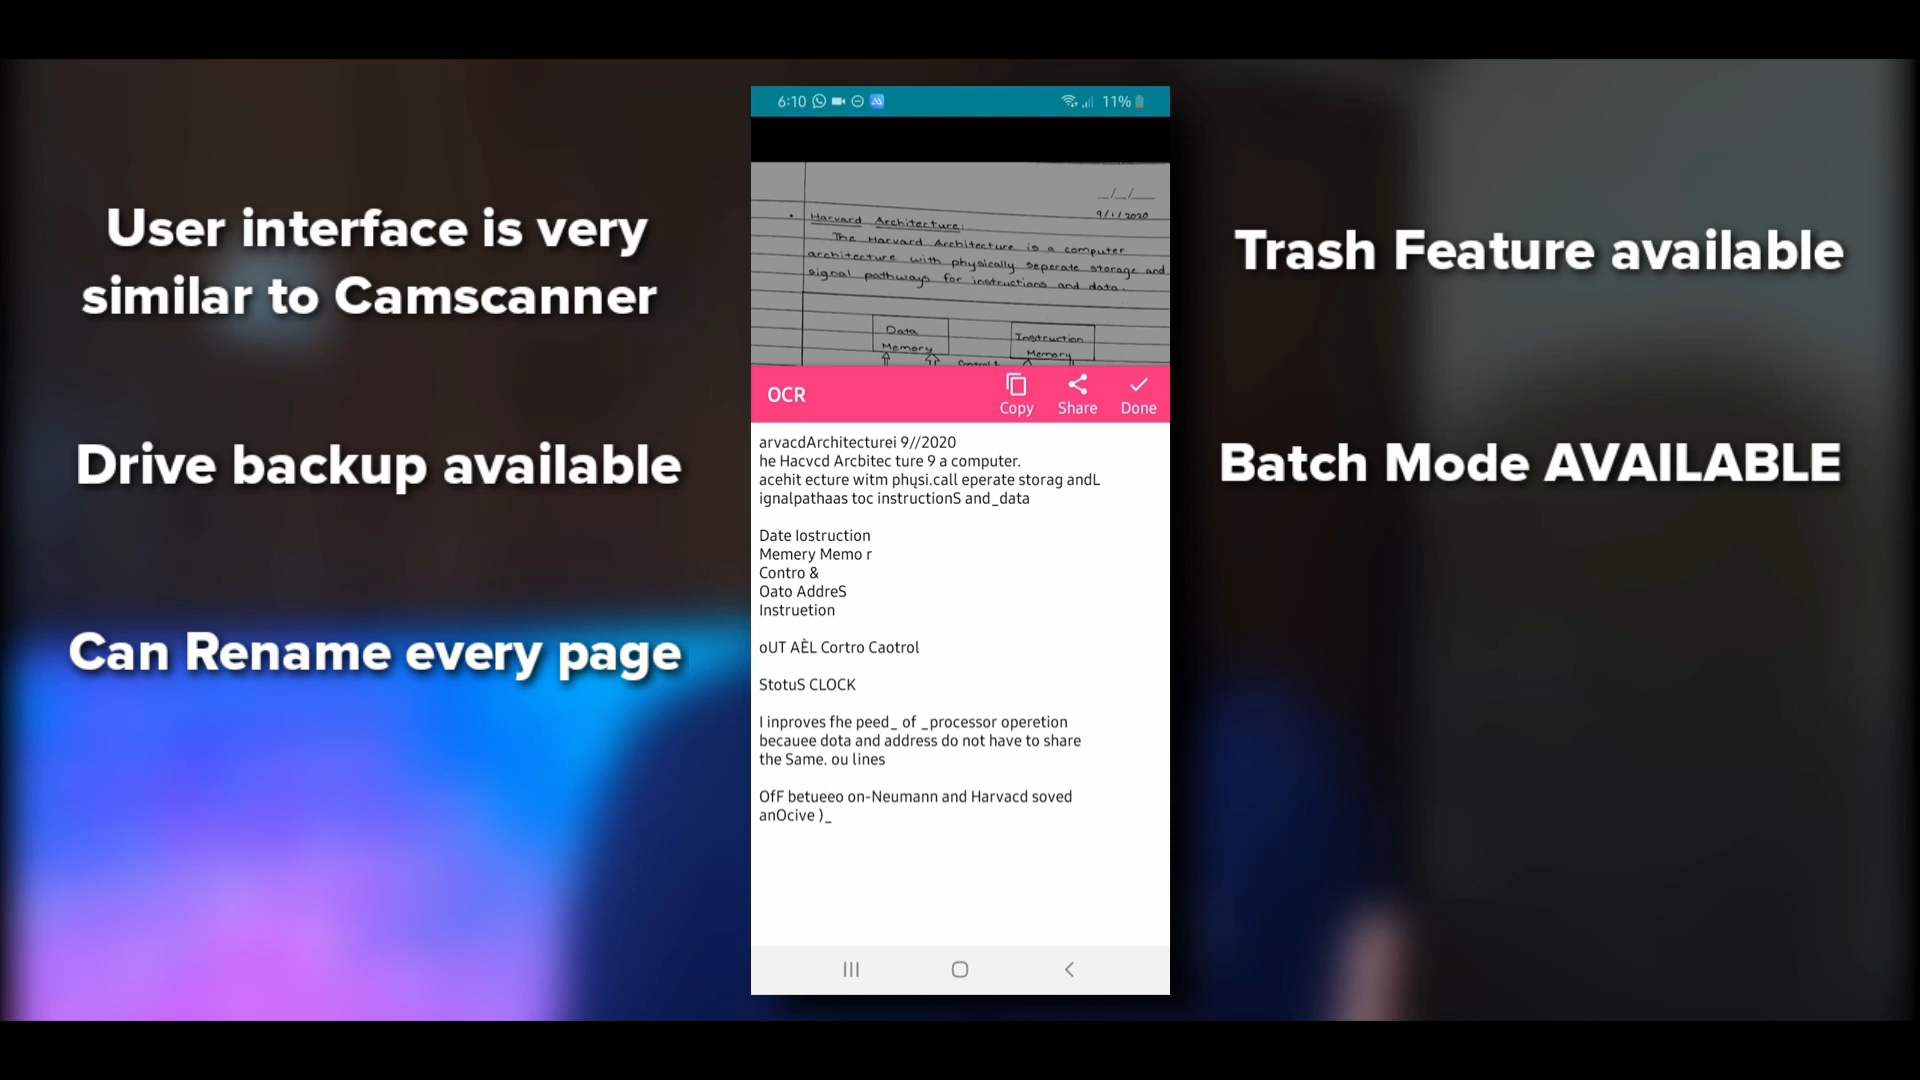 User interface is very
similar to Camscanner
Drive backup available
Can Rename every page
6:10
11%
_/_/__
9/1/2020
Harvard Architecture:
The Harvard Architecture is a computer
architecture with physically seperate storage and
signal pathways for instructions and data.
Data
Memory
Instruction
Memory
Control &
OCR
Copy
Share
Done
arvacdArchitecturei 9//2020
he Hacvcd Arcbitec ture 9 a computer.
acehit ecture witm phųsi.call eperate storag andL
ignalpathaas toc instructionS and_data
Date lostruction
Memery Memo r
Contro &
Oato AddreS
Instruetion
oUT AÈL Cortro Caotrol
StotuS CLOCK
I inproves fhe peed_ of _processor operetion
becauee dota and address do not have to share
the Same. ou lines
OfF betueeo on-Neumann and Harvacd soved
anOcive )_
Trash Feature available
Batch Mode AVAILABLE